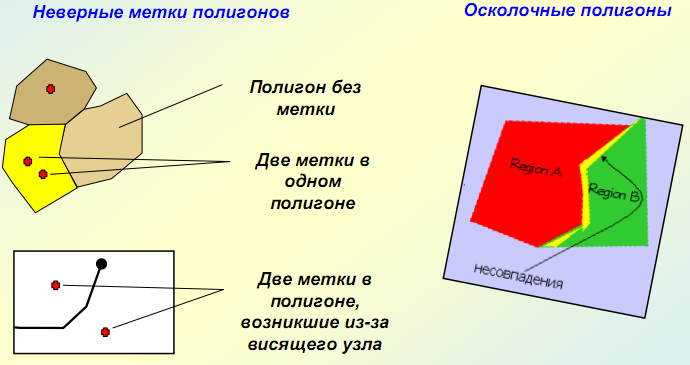 Неверные метки полигонов
Осколочные полигоны
Полигон без
метки
Две метки в
одном
полигоне
Две метки в
полигоне,
возникшие из-за
висящего узла
Region A
Region B
несовпадения